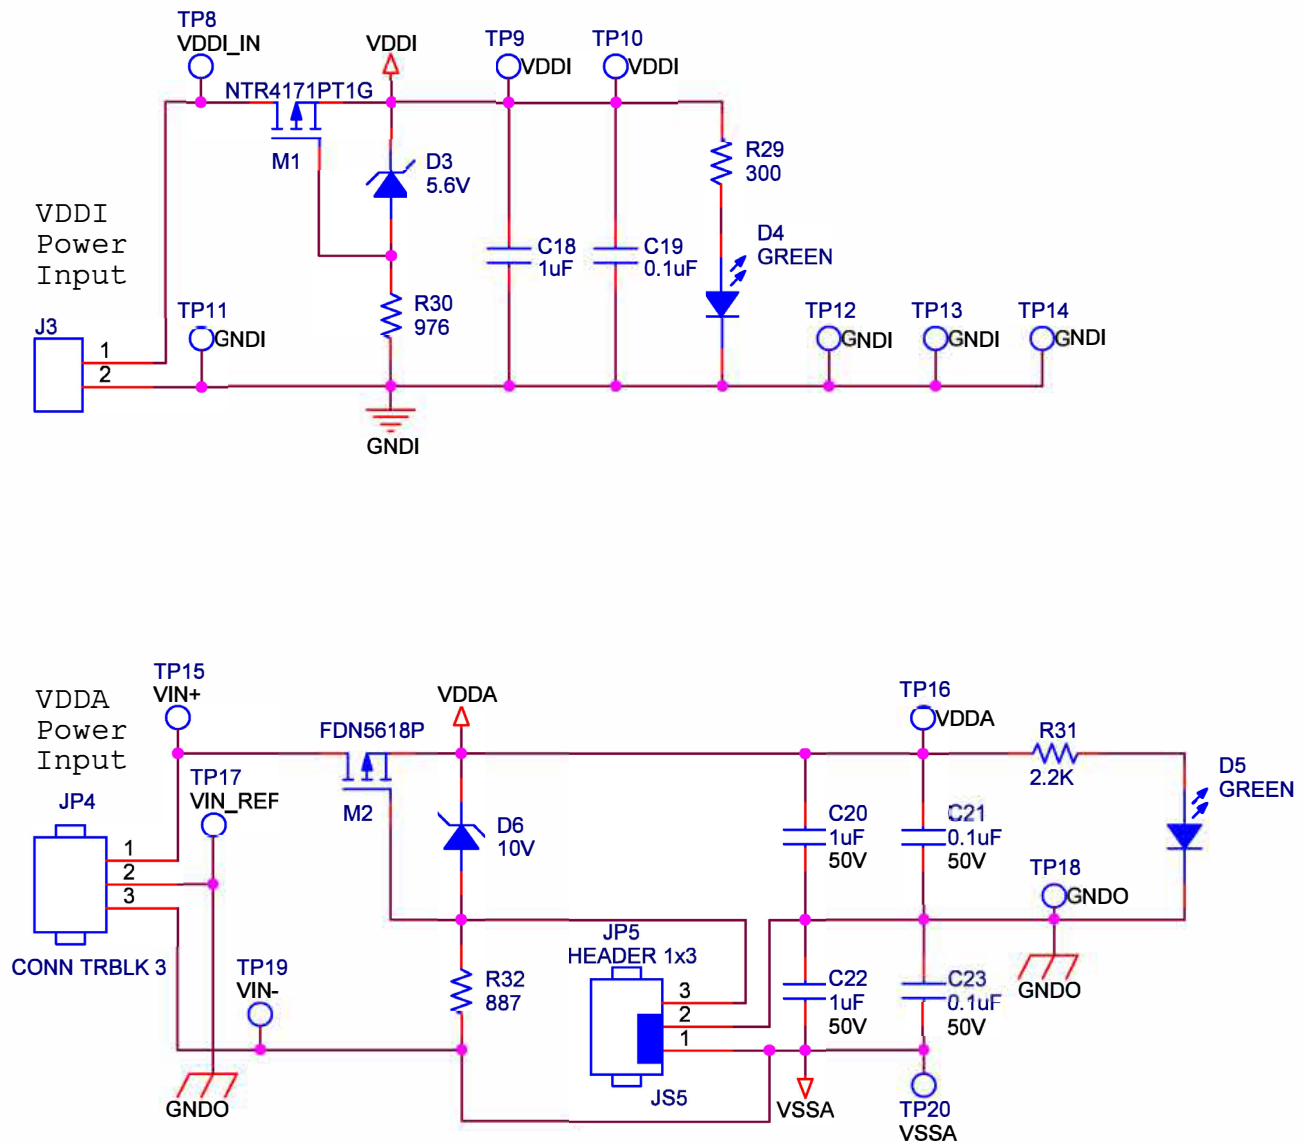 TP8
VDDI_IN
VDDI
TP9
VDDI
TP10
VDDI
NTR4171PT1G
M1
D3
5.6V
R29
300
VDDI
Power
Input
C18
1uF
C19
0.1uF
D4
GREEN
R30
976
J3
1
2
TP11
GNDI
TP12
GNDI
TP13
GNDI
TP14
GNDI
GNDI
TP15
VIN+
VDDA
Power
Input
VDDA
TP16
VDDA
FDN5618P
M2
R31
2.2K
D5
GREEN
TP17
VIN_REF
JP4
1
2
3
CONN TRBLK 3
D6
10V
C20
1uF
50V
C21
0.1uF
50V
TP18
GNDO
GNDO
TP19
VIN-
R32
887
JP5
HEADER 1x3
3
2
1
JS5
C22
1uF
50V
C23
0.1uF
50V
GNDO
VSSA
TP20
VSSA